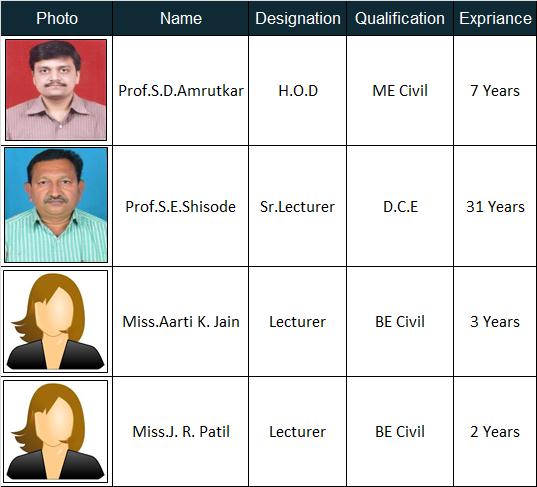 Photo Name Designation Qualification Expriance
Prof.S.D.Amrutkar H.O.D ME Civil 7 Years
Prof.S.E.Shisode Sr.Lecturer D.C.E 31 Years
Miss.Aarti K. Jain Lecturer BE Civil 3 Years
Miss.J. R. Patil Lecturer BE Civil 2 Years